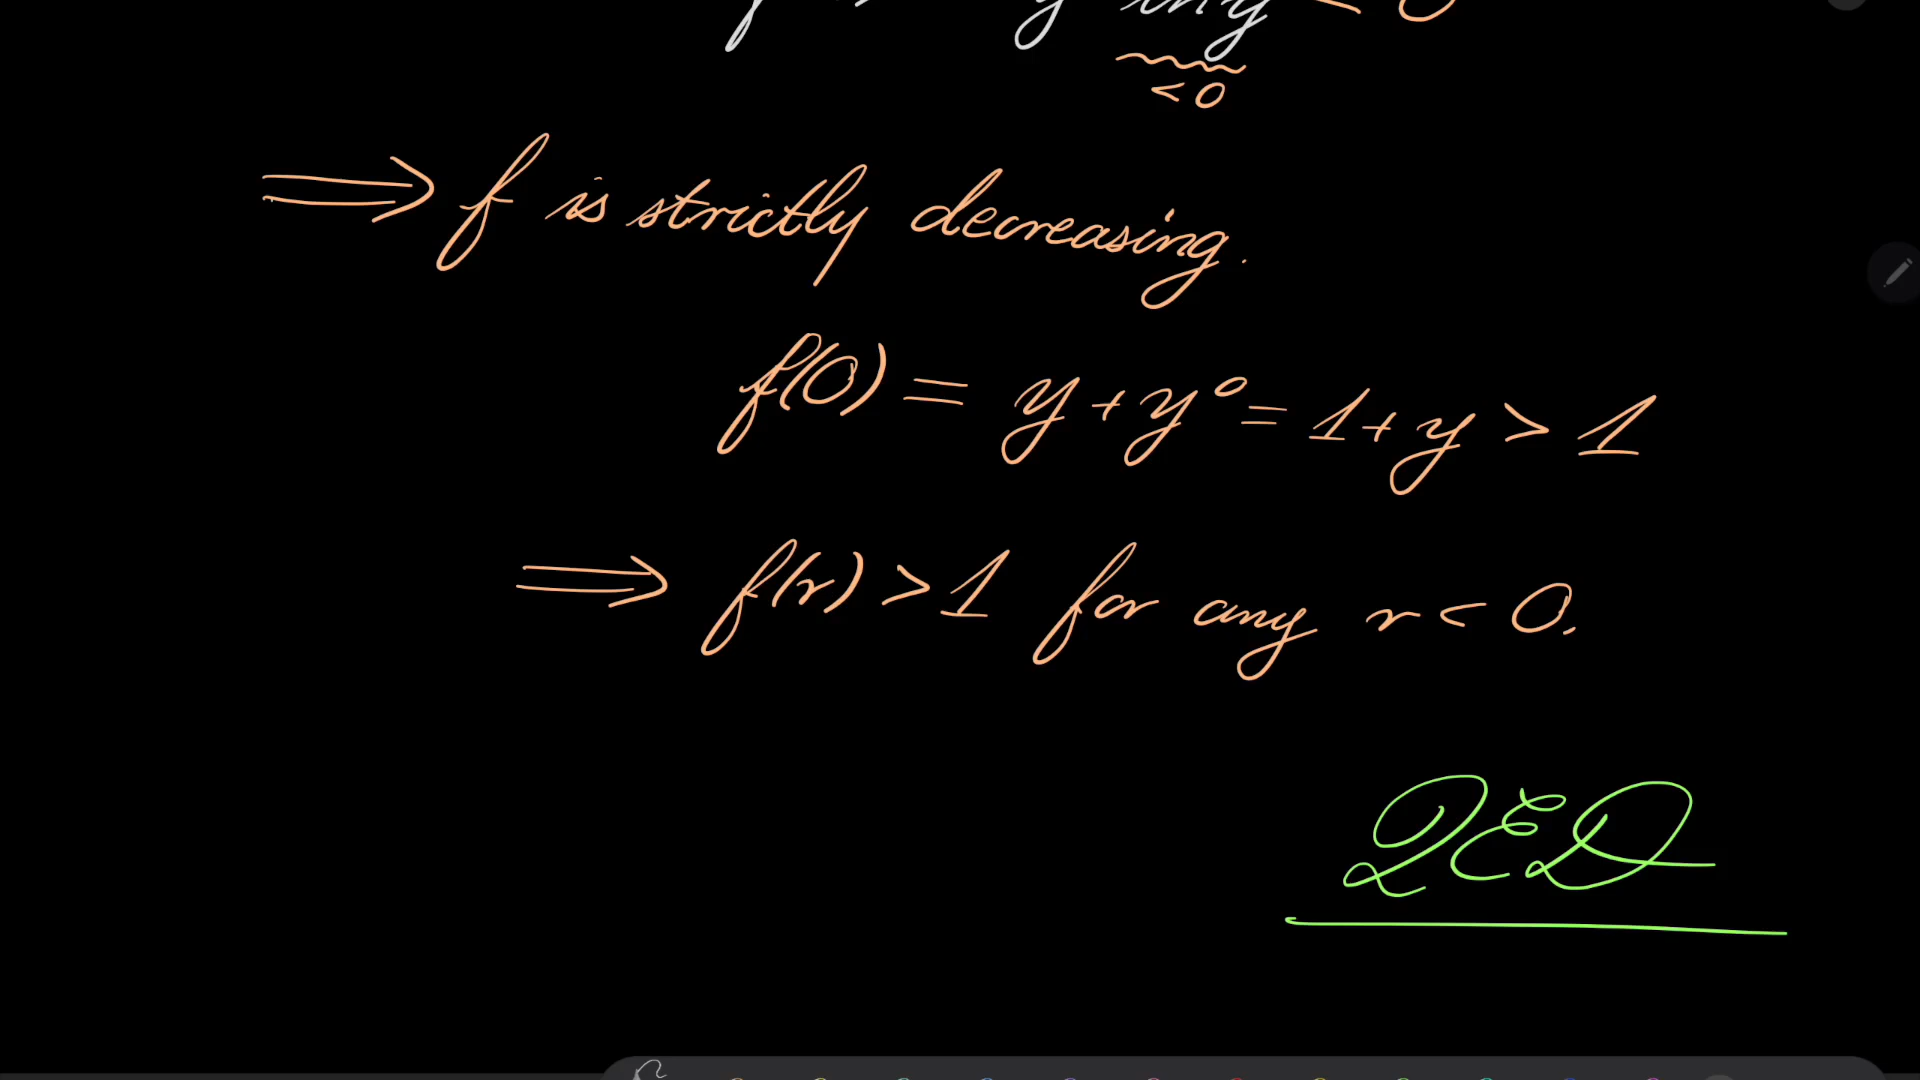 < 0
⟹ f is strictly decreasing.
f(0) = y + y⁰ = 1 + y > 1
⟹ f(r) > 1 for any r < 0.
QED